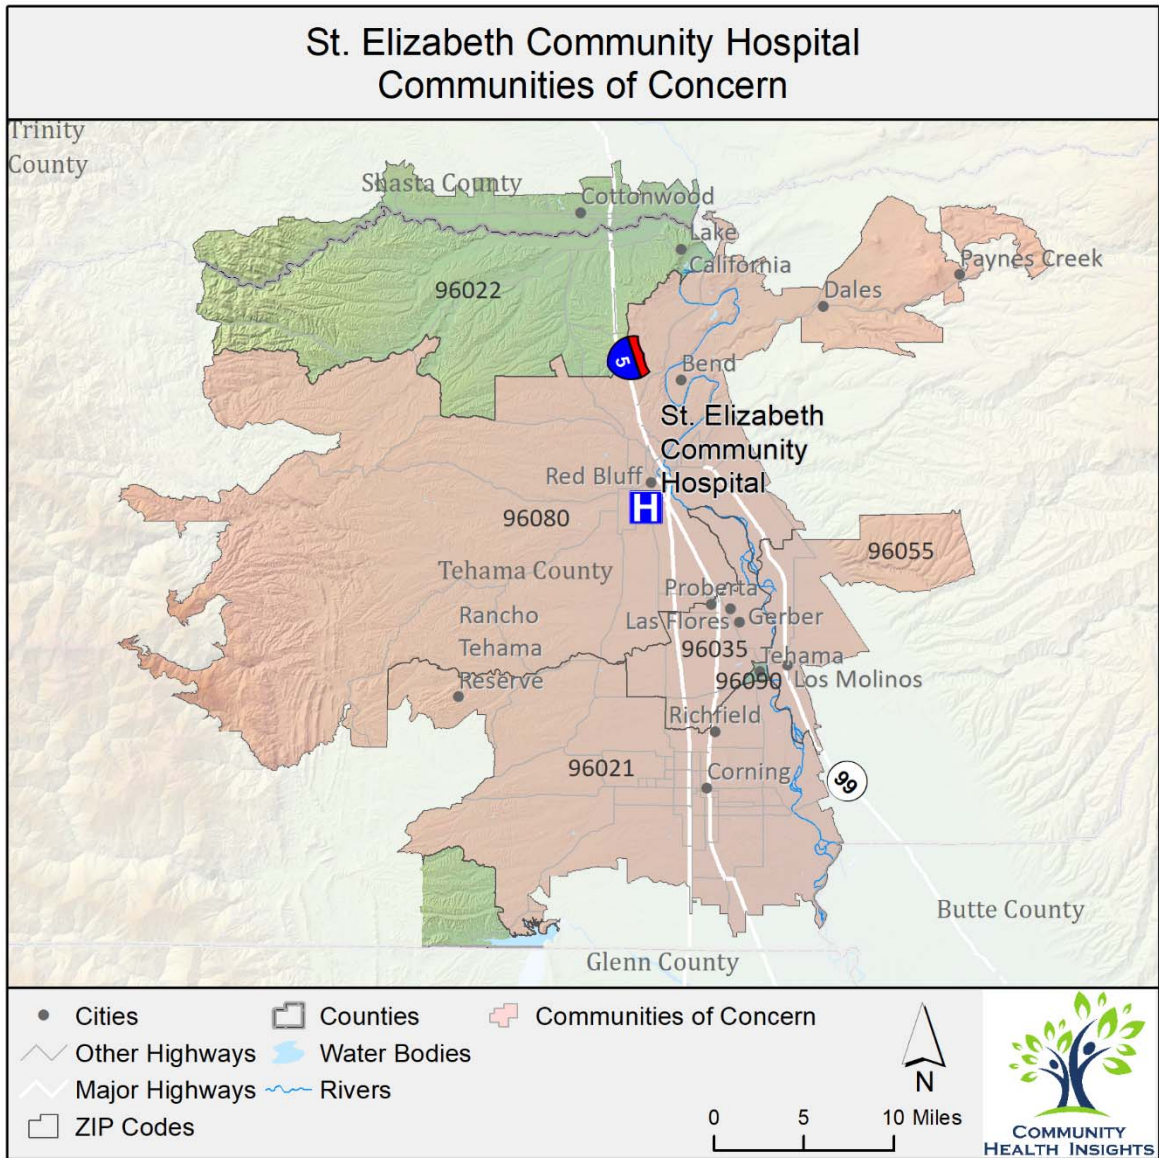 St. Elizabeth Community Hospital
Communities of Concern
Trinity
County
Shasta County
Cottonwood
Lake
California
Paynes Creek
Dales
96022
5
Bend
St. Elizabeth
Community
Hospital
Red Bluff
H
96080
96055
Tehama County
Proberta
Rancho
Tehama
Reserve
Las Flores
Gerber
96035
Tehama
96090
Los Molinos
Richfield
96021
Corning
99
Butte County
Glenn County
Cities
Counties
Communities of Concern
Other Highways
Water Bodies
Major Highways
Rivers
ZIP Codes
N
0 5 10 Miles
COMMUNITY
HEALTH INSIGHTS